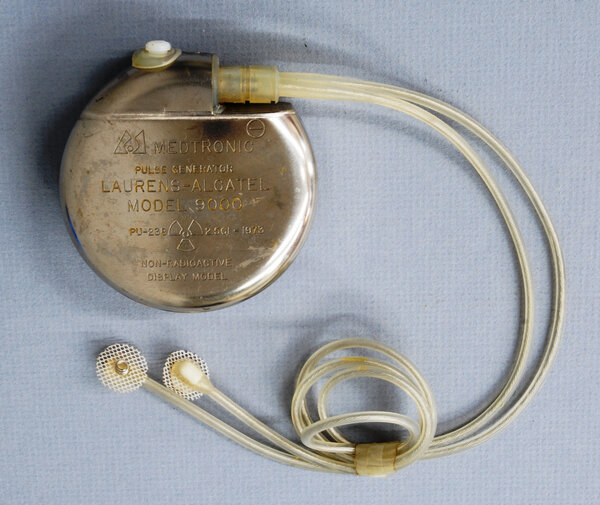 MEDTRONIC
PULSE GENERATOR
LAURENS-ALCATEL
MODEL 9000
PU-238 2.5CI • 1973
NON-RADIOACTIVE
DISPLAY MODEL